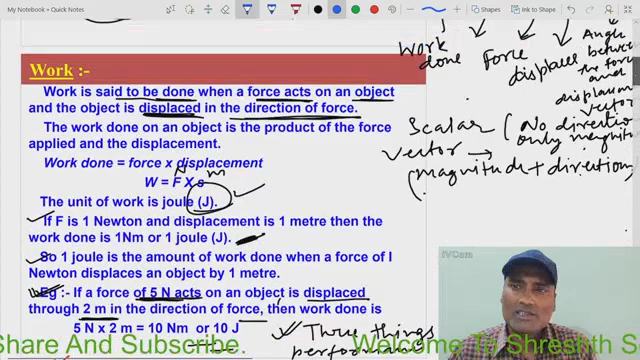 My Notebook » Quick Notes
Undo
Shapes
Ink to Shape
Work :-
Work is said to be done when a force acts on an object
and the object is displaced in the direction of force.
The work done on an object is the product of the force
applied and the displacement.
Work done = force x displacement
N m
W = F X s
The unit of work is joule (J).
If F is 1 Newton and displacement is 1 metre then the
work done is 1Nm or 1 joule (J).
So 1 joule is the amount of work done when a force of I
Newton displaces an object by 1 metre.
Eg :- If a force of 5 N acts on an object is displaced
through 2 m in the direction of force, then work done is
5 N x 2 m = 10 Nm or 10 J
Work
done
Force
displace
Angle
betwee
the force
and
displacemen
vector
Scalar (No direction
only magnitu
vector →
(magnitude + direction)
Three things
performan
iVCam
Share And Subscribe.
Welcome To Shreshth S